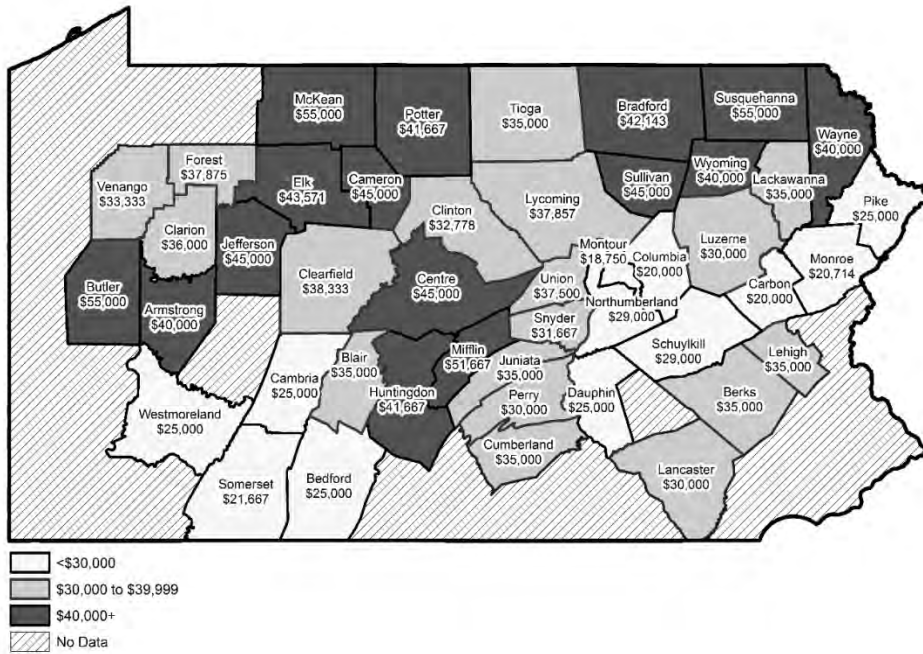 McKean
$55,000
Potter
$41,667
Tioga
$35,000
Bradford
$42,143
Susquehanna
$55,000
Wayne
$40,000
Forest
$37,875
Venango
$33,333
Elk
$43,571
Cameron
$45,000
Sullivan
$45,000
Wyoming
$40,000
Lackawanna
$35,000
Pike
$25,000
Clarion
$36,000
Jefferson
$45,000
Clinton
$32,778
Lycoming
$37,857
Luzerne
$30,000
Monroe
$20,714
Butler
$55,000
Armstrong
$40,000
Clearfield
$38,333
Centre
$45,000
Union
$37,500
Montour
$18,750
Columbia
$20,000
Carbon
$20,000
Northumberland
$29,000
Snyder
$31,667
Schuylkill
$29,000
Mifflin
$51,667
Juniata
$35,000
Blair
$35,000
Huntingdon
$41,667
Cambria
$25,000
Perry
$30,000
Dauphin
$25,000
Lehigh
$35,000
Berks
$35,000
Westmoreland
$25,000
Cumberland
$35,000
Somerset
$21,667
Bedford
$25,000
Lancaster
$30,000
<$30,000
$30,000 to $39,999
$40,000+
No Data